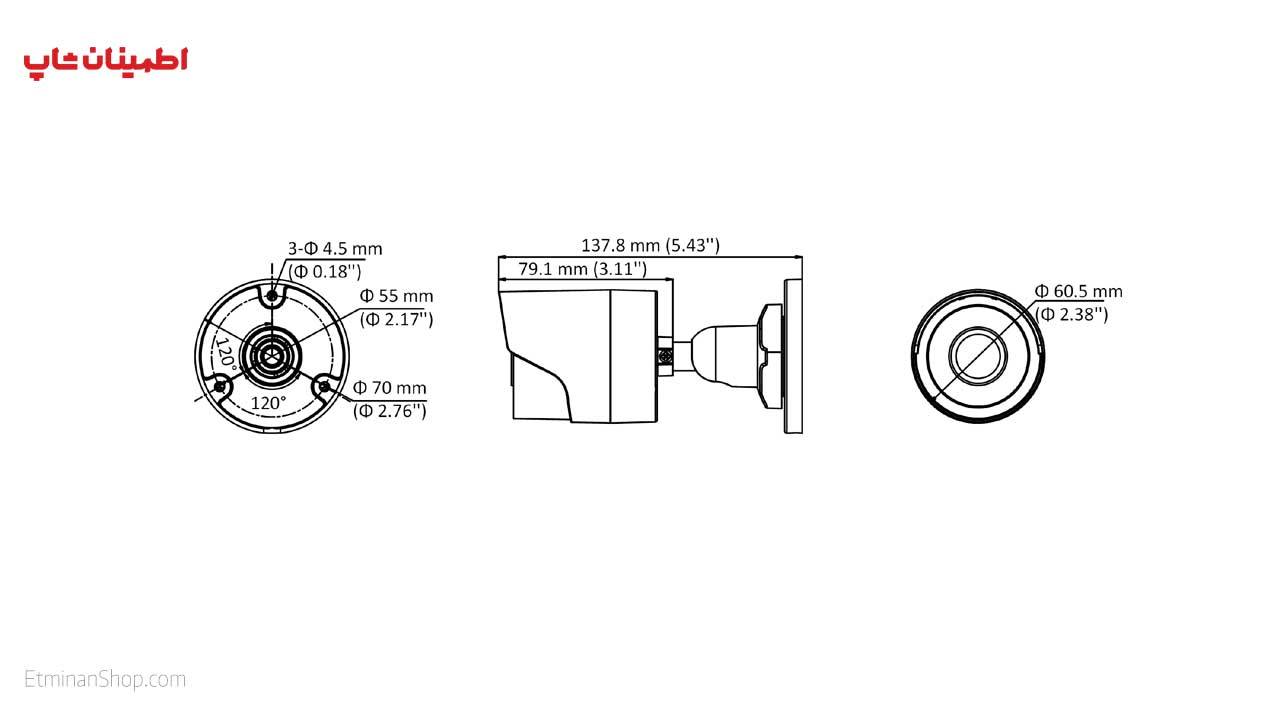 اطمینان شاپ
3-Φ 4.5 mm
(Φ 0.18'')
Φ 55 mm
(Φ 2.17'')
120°
120°
Φ 70 mm
(Φ 2.76'')
137.8 mm (5.43'')
79.1 mm (3.11'')
Φ 60.5 mm
(Φ 2.38'')
EtminanShop.com